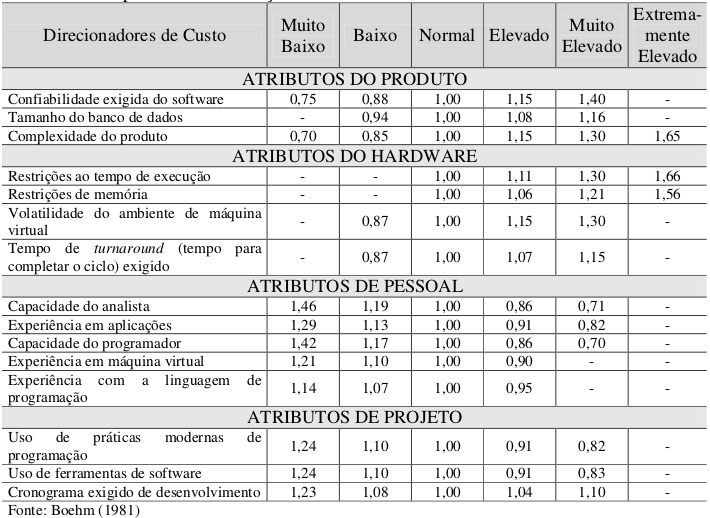 Direcionadores de Custo Muito Baixo Baixo Normal Elevado Muito Elevado Extrema-mente Elevado
ATRIBUTOS DO PRODUTO
Confiabilidade exigida do software 0,75 0,88 1,00 1,15 1,40 -
Tamanho do banco de dados - 0,94 1,00 1,08 1,16 -
Complexidade do produto 0,70 0,85 1,00 1,15 1,30 1,65
ATRIBUTOS DO HARDWARE
Restrições ao tempo de execução - - 1,00 1,11 1,30 1,66
Restrições de memória - - 1,00 1,06 1,21 1,56
Volatilidade do ambiente de máquina virtual - 0,87 1,00 1,15 1,30 -
Tempo de turnaround (tempo para completar o ciclo) exigido - 0,87 1,00 1,07 1,15 -
ATRIBUTOS DE PESSOAL
Capacidade do analista 1,46 1,19 1,00 0,86 0,71 -
Experiência em aplicações 1,29 1,13 1,00 0,91 0,82 -
Capacidade do programador 1,42 1,17 1,00 0,86 0,70 -
Experiência em máquina virtual 1,21 1,10 1,00 0,90 - -
Experiência com a linguagem de programação 1,14 1,07 1,00 0,95 - -
ATRIBUTOS DE PROJETO
Uso de práticas modernas de programação 1,24 1,10 1,00 0,91 0,82 -
Uso de ferramentas de software 1,24 1,10 1,00 0,91 0,83 -
Cronograma exigido de desenvolvimento 1,23 1,08 1,00 1,04 1,10 -
Fonte: Boehm (1981)